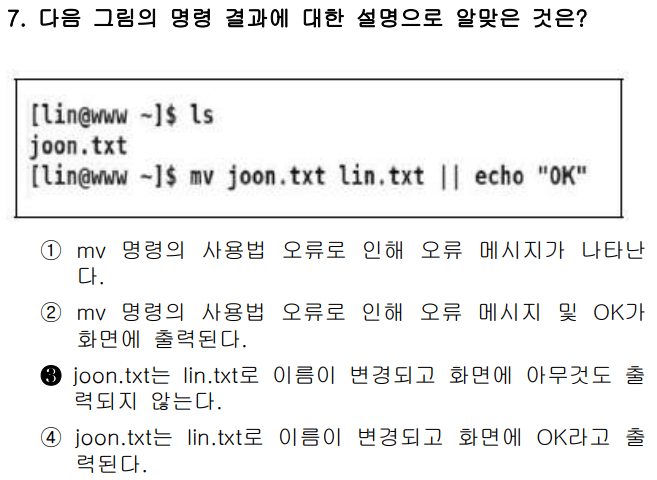 7. 다음 그림의 명령 결과에 대한 설명으로 알맞은 것은?
[lin@www ~]$ ls
joon.txt
[lin@www ~]$ mv joon.txt lin.txt || echo "OK"
① mv 명령의 사용법 오류로 인해 오류 메시지가 나타난
다.
② mv 명령의 사용법 오류로 인해 오류 메시지 및 OK가
화면에 출력된다.
❸ joon.txt는 lin.txt로 이름이 변경되고 화면에 아무것도 출
력되지 않는다.
④ joon.txt는 lin.txt로 이름이 변경되고 화면에 OK라고 출
력된다.